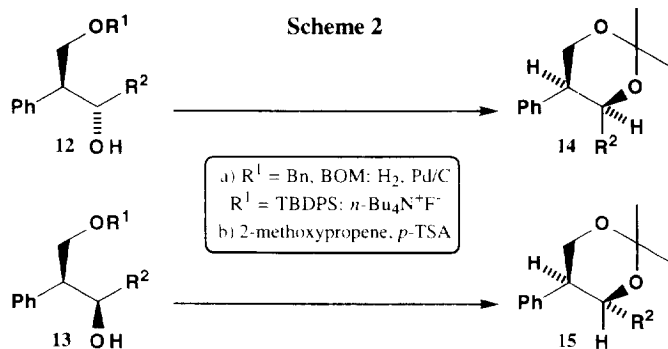 Scheme 2
OR¹
R²
Ph
12
OH
a) R¹ = Bn, BOM: H₂, Pd/C
R¹ = TBDPS: n-Bu₄N⁺F⁻
b) 2-methoxypropene, p-TSA
O
H
O
Ph
H
14
R²
OR¹
R²
Ph
13
OH
O
H
O
Ph
R²
H
15